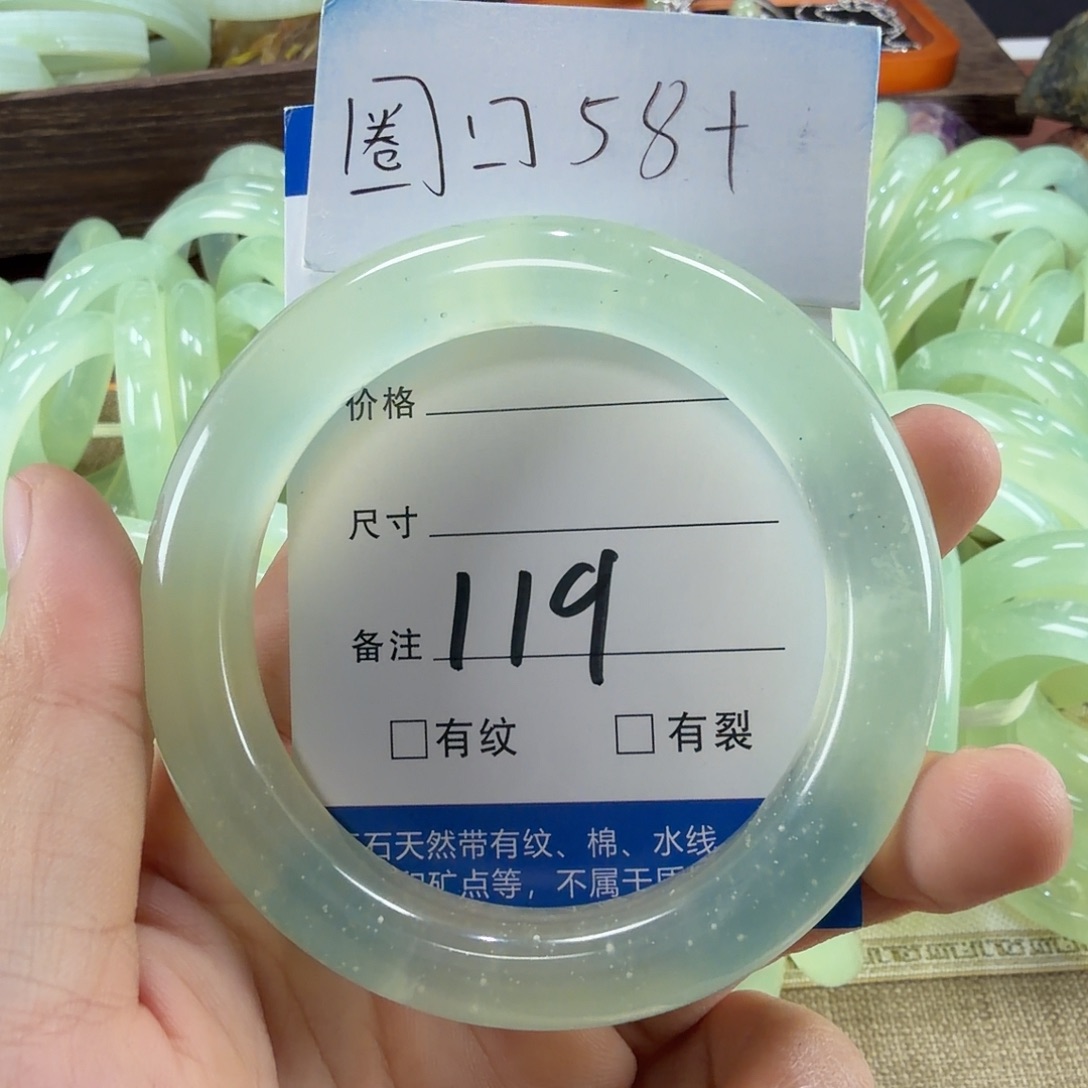 圈口58+
价格
尺寸
备注 119
□有纹 □有裂
石天然带有纹、棉、水线
矿点等，不属于